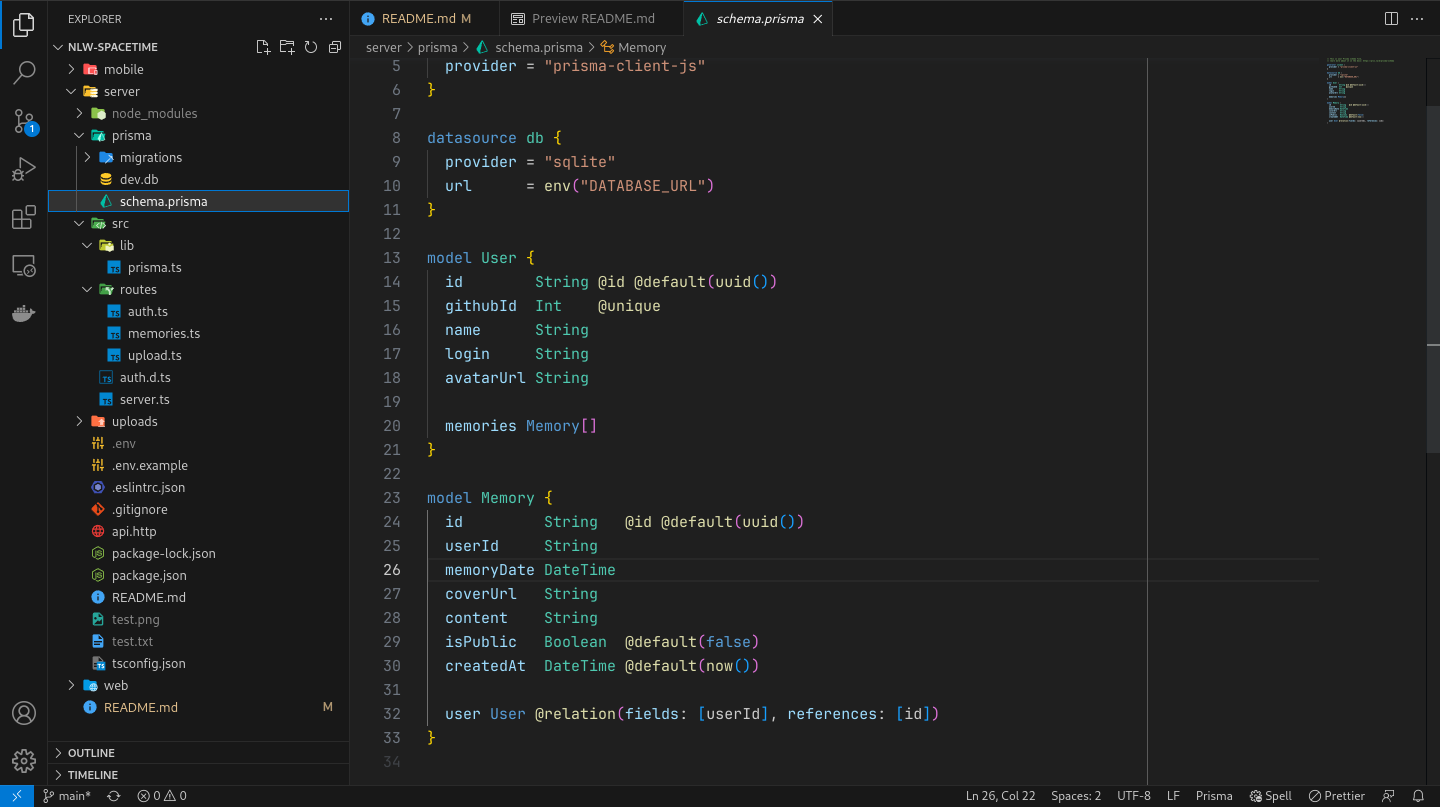 EXPLORER
NLW-SPACETIME
mobile
server
node_modules
prisma
migrations
dev.db
schema.prisma
src
lib
prisma.ts
routes
auth.ts
memories.ts
upload.ts
auth.d.ts
server.ts
uploads
.env
.env.example
.eslintrc.json
.gitignore
api.http
package-lock.json
package.json
README.md
test.png
test.txt
tsconfig.json
web
README.md M
OUTLINE
TIMELINE
1
README.md M
Preview README.md
schema.prisma
server > prisma > schema.prisma > Memory
5 provider = "prisma-client-js"
6 }
7
8 datasource db {
9 provider = "sqlite"
10 url = env("DATABASE_URL")
11 }
12
13 model User {
14 id String @id @default(uuid())
15 githubId Int @unique
16 name String
17 login String
18 avatarUrl String
19
20 memories Memory[]
21 }
22
23 model Memory {
24 id String @id @default(uuid())
25 userId String
26 memoryDate DateTime
27 coverUrl String
28 content String
29 isPublic Boolean @default(false)
30 createdAt DateTime @default(now())
31
32 user User @relation(fields: [userId], references: [id])
33 }
34
main* 0 0
Ln 26, Col 22 Spaces: 2 UTF-8 LF Prisma Spell Prettier